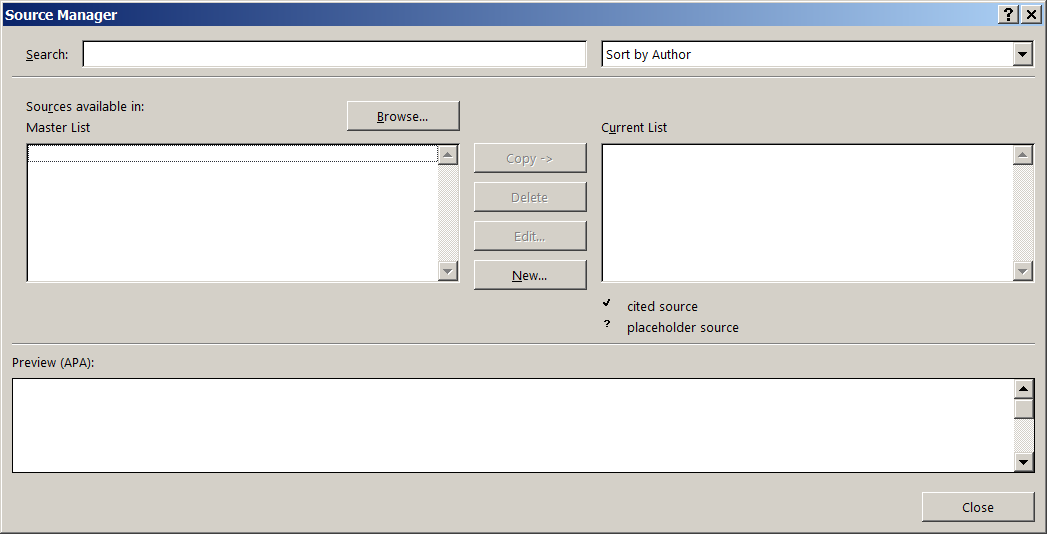 Source Manager
Search:
Sort by Author
Sources available in:
Master List
Browse...
Current List
Copy ->
Delete
Edit...
New...
cited source
? placeholder source
Preview (APA):
Close